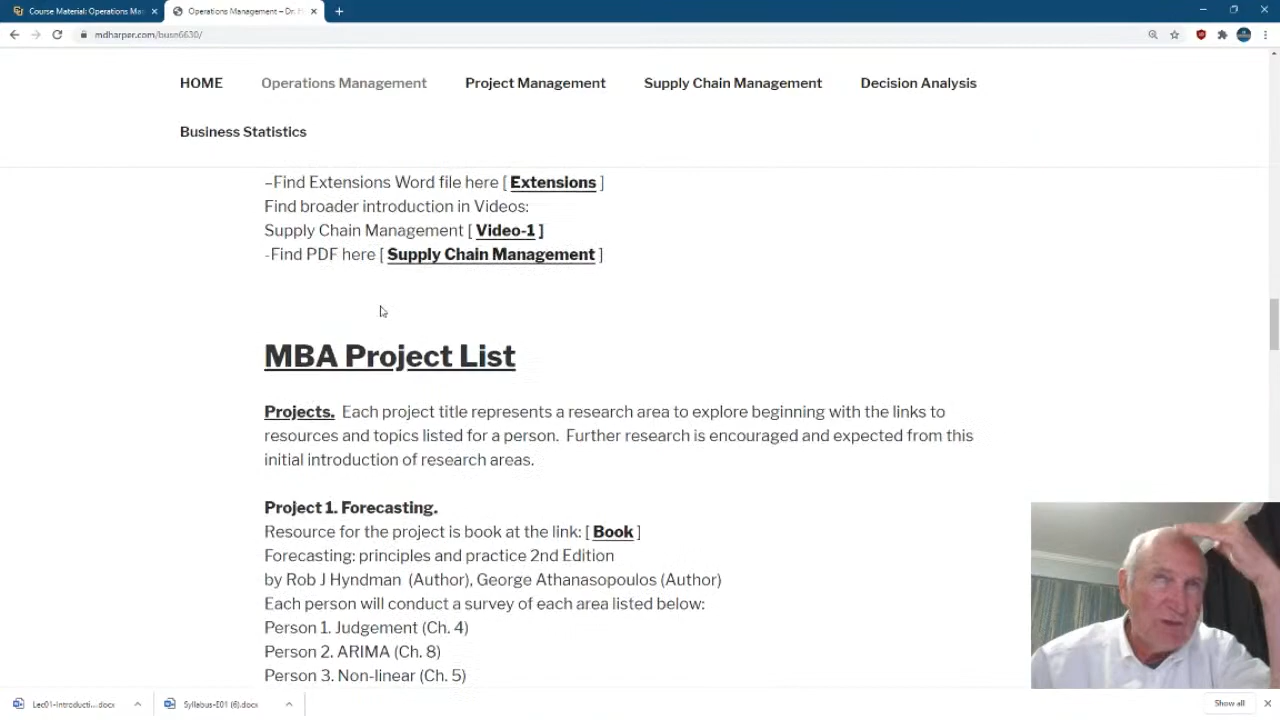 Course Material: Operations Ma
Operations Management – Dr. H
mdharper.com/busn6630/
HOME
Operations Management
Project Management
Supply Chain Management
Decision Analysis
Business Statistics
–Find Extensions Word file here [ Extensions ]
Find broader introduction in Videos:
Supply Chain Management [ Video-1 ]
-Find PDF here [ Supply Chain Management ]
MBA Project List
Projects. Each project title represents a research area to explore beginning with the links to
resources and topics listed for a person. Further research is encouraged and expected from this
initial introduction of research areas.
Project 1. Forecasting.
Resource for the project is book at the link: [ Book ]
Forecasting: principles and practice 2nd Edition
by Rob J Hyndman (Author), George Athanasopoulos (Author)
Each person will conduct a survey of each area listed below:
Person 1. Judgement (Ch. 4)
Person 2. ARIMA (Ch. 8)
Person 3. Non-linear (Ch. 5)
Lec01-Introducti....docx
Syllabus-E01 (6).docx
Show all